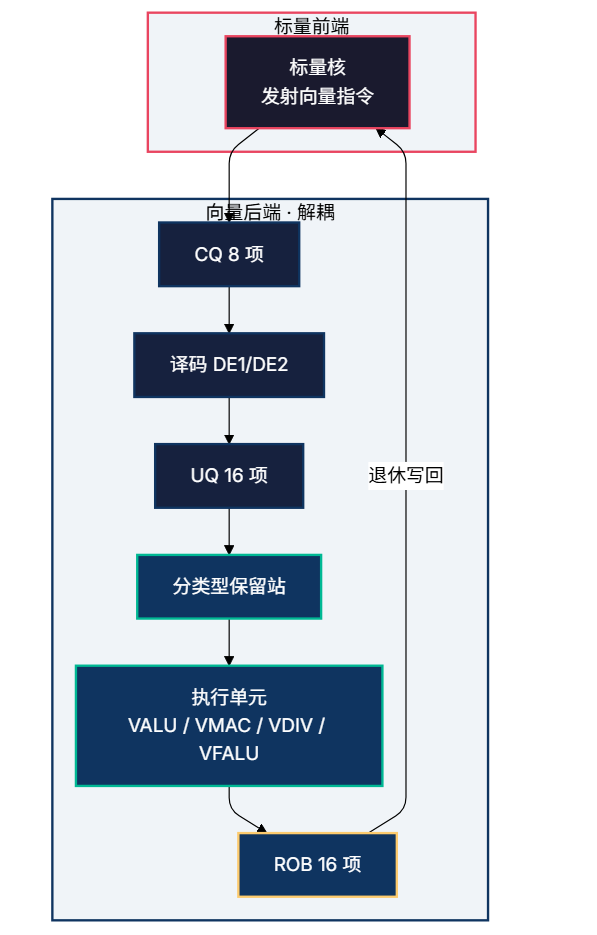 标量前端
标量核
发射向量指令
向量后端 · 解耦
CQ 8 项
译码 DE1/DE2
UQ 16 项
退休写回
分类型保留站
执行单元
VALU / VMAC / VDIV /
VFALU
ROB 16 项